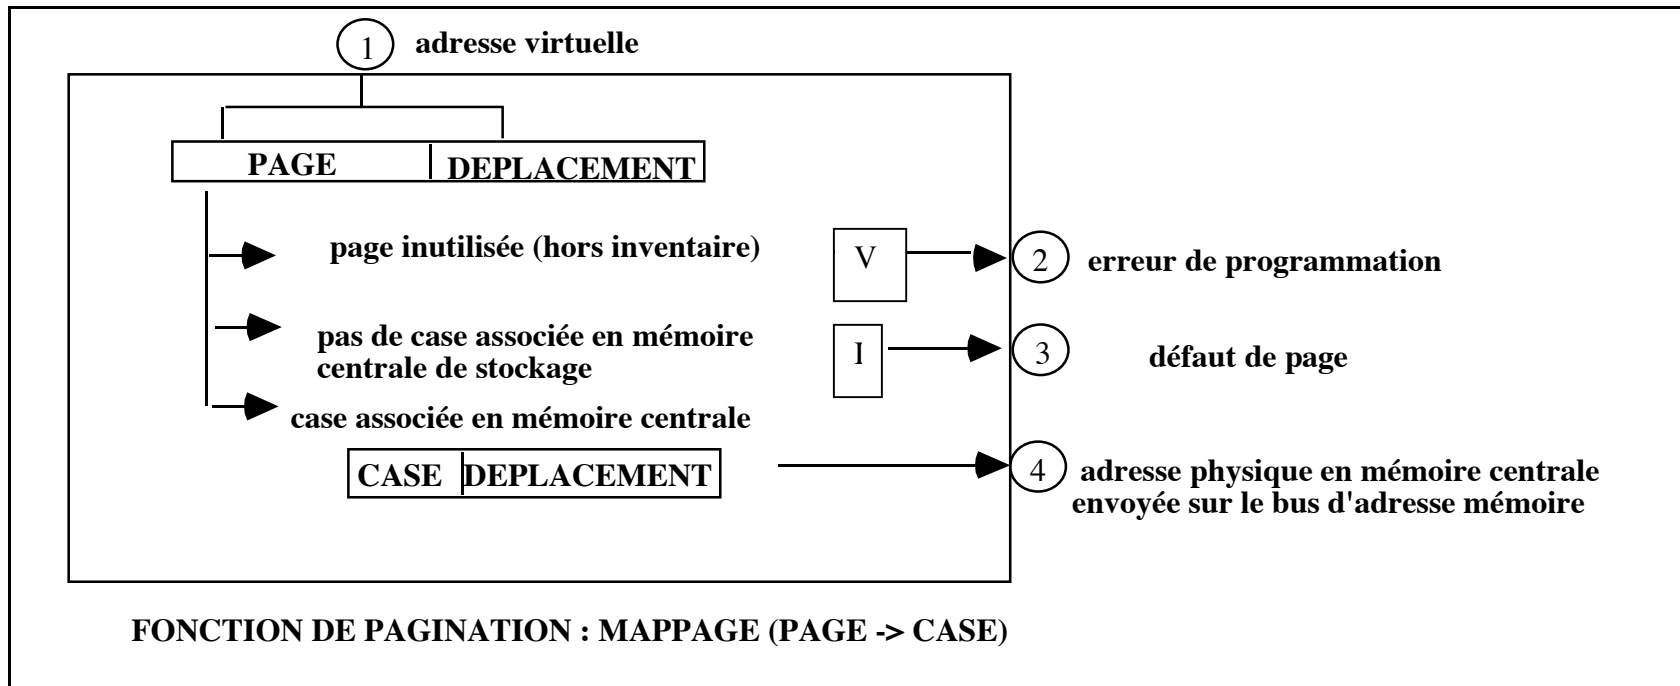 1 adresse virtuelle
PAGE DEPLACEMENT
page inutilisée (hors inventaire) V 2 erreur de programmation
pas de case associée en mémoire
centrale de stockage I 3 défaut de page
case associée en mémoire centrale
CASE DEPLACEMENT 4 adresse physique en mémoire centrale
envoyée sur le bus d'adresse mémoire
FONCTION DE PAGINATION : MAPPAGE (PAGE -> CASE)